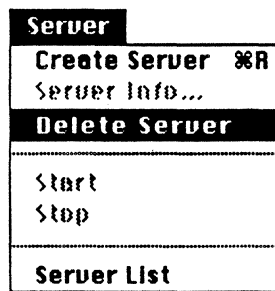 Server
Create Server ⌘R
Server Info...
Delete Server
Start
Stop
Server List